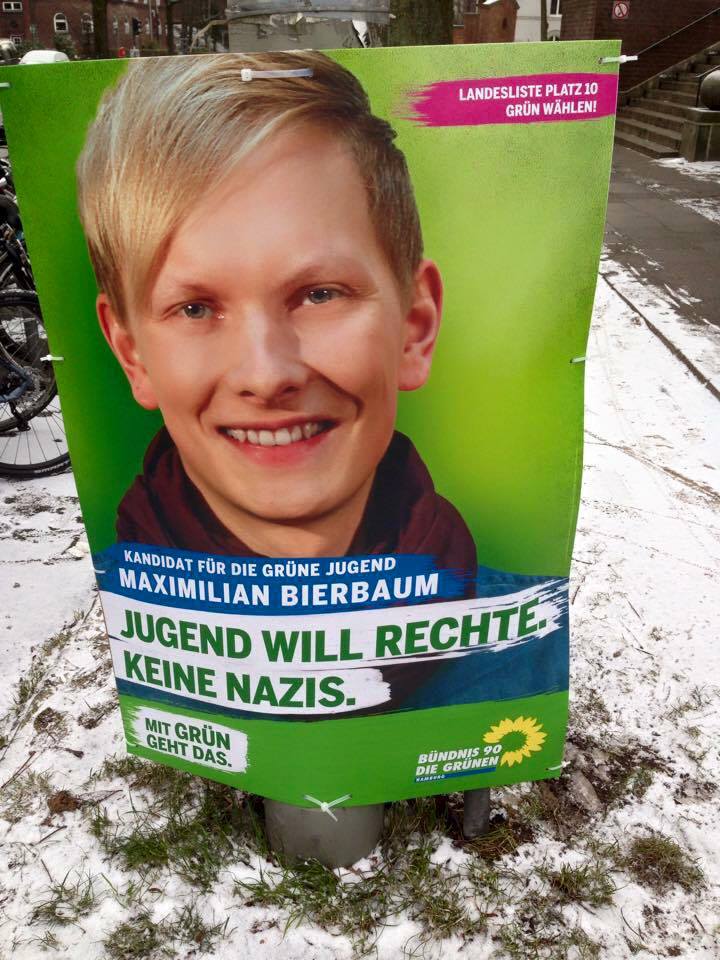 LANDESLISTE PLATZ 10
GRÜN WÄHLEN!
KANDIDAT FÜR DIE GRÜNE JUGEND
MAXIMILIAN BIERBAUM
JUGEND WILL RECHTE.
KEINE NAZIS.
MIT GRÜN
GEHT DAS.
BÜNDNIS 90
DIE GRÜNEN
HAMBURG